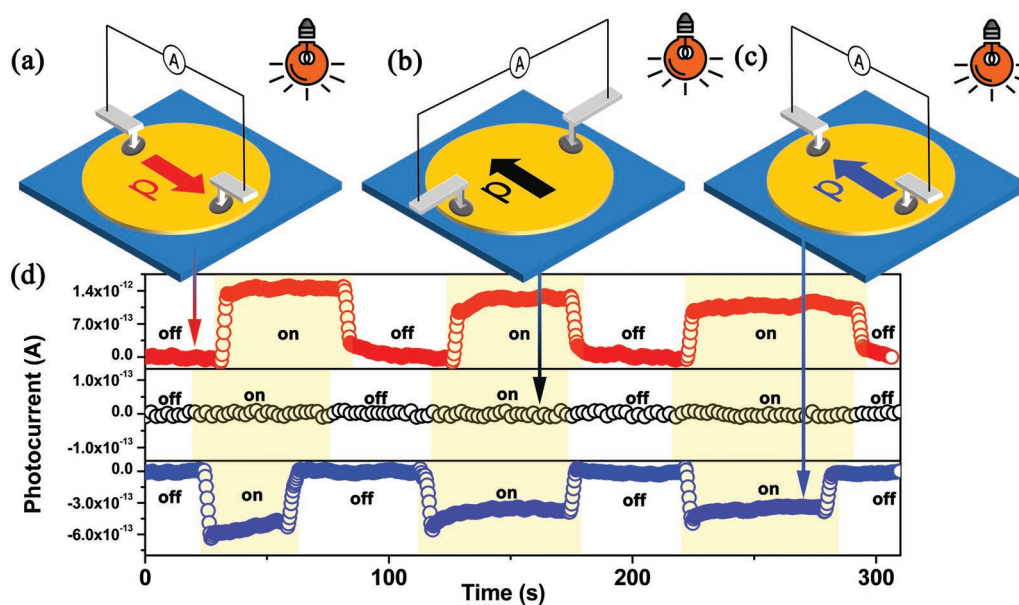 (a)
A
p
(b)
A
p
(c)
A
p
(d)
Photocurrent (A)
1.4x10⁻¹²
7.0x10⁻¹³
0.0
off
on
off
on
off
on
off
1.0x10⁻¹³
0.0
-1.0x10⁻¹³
off
on
off
on
off
on
off
0.0
-3.0x10⁻¹³
-6.0x10⁻¹³
off
on
off
on
off
on
off
0
100
200
300
Time (s)